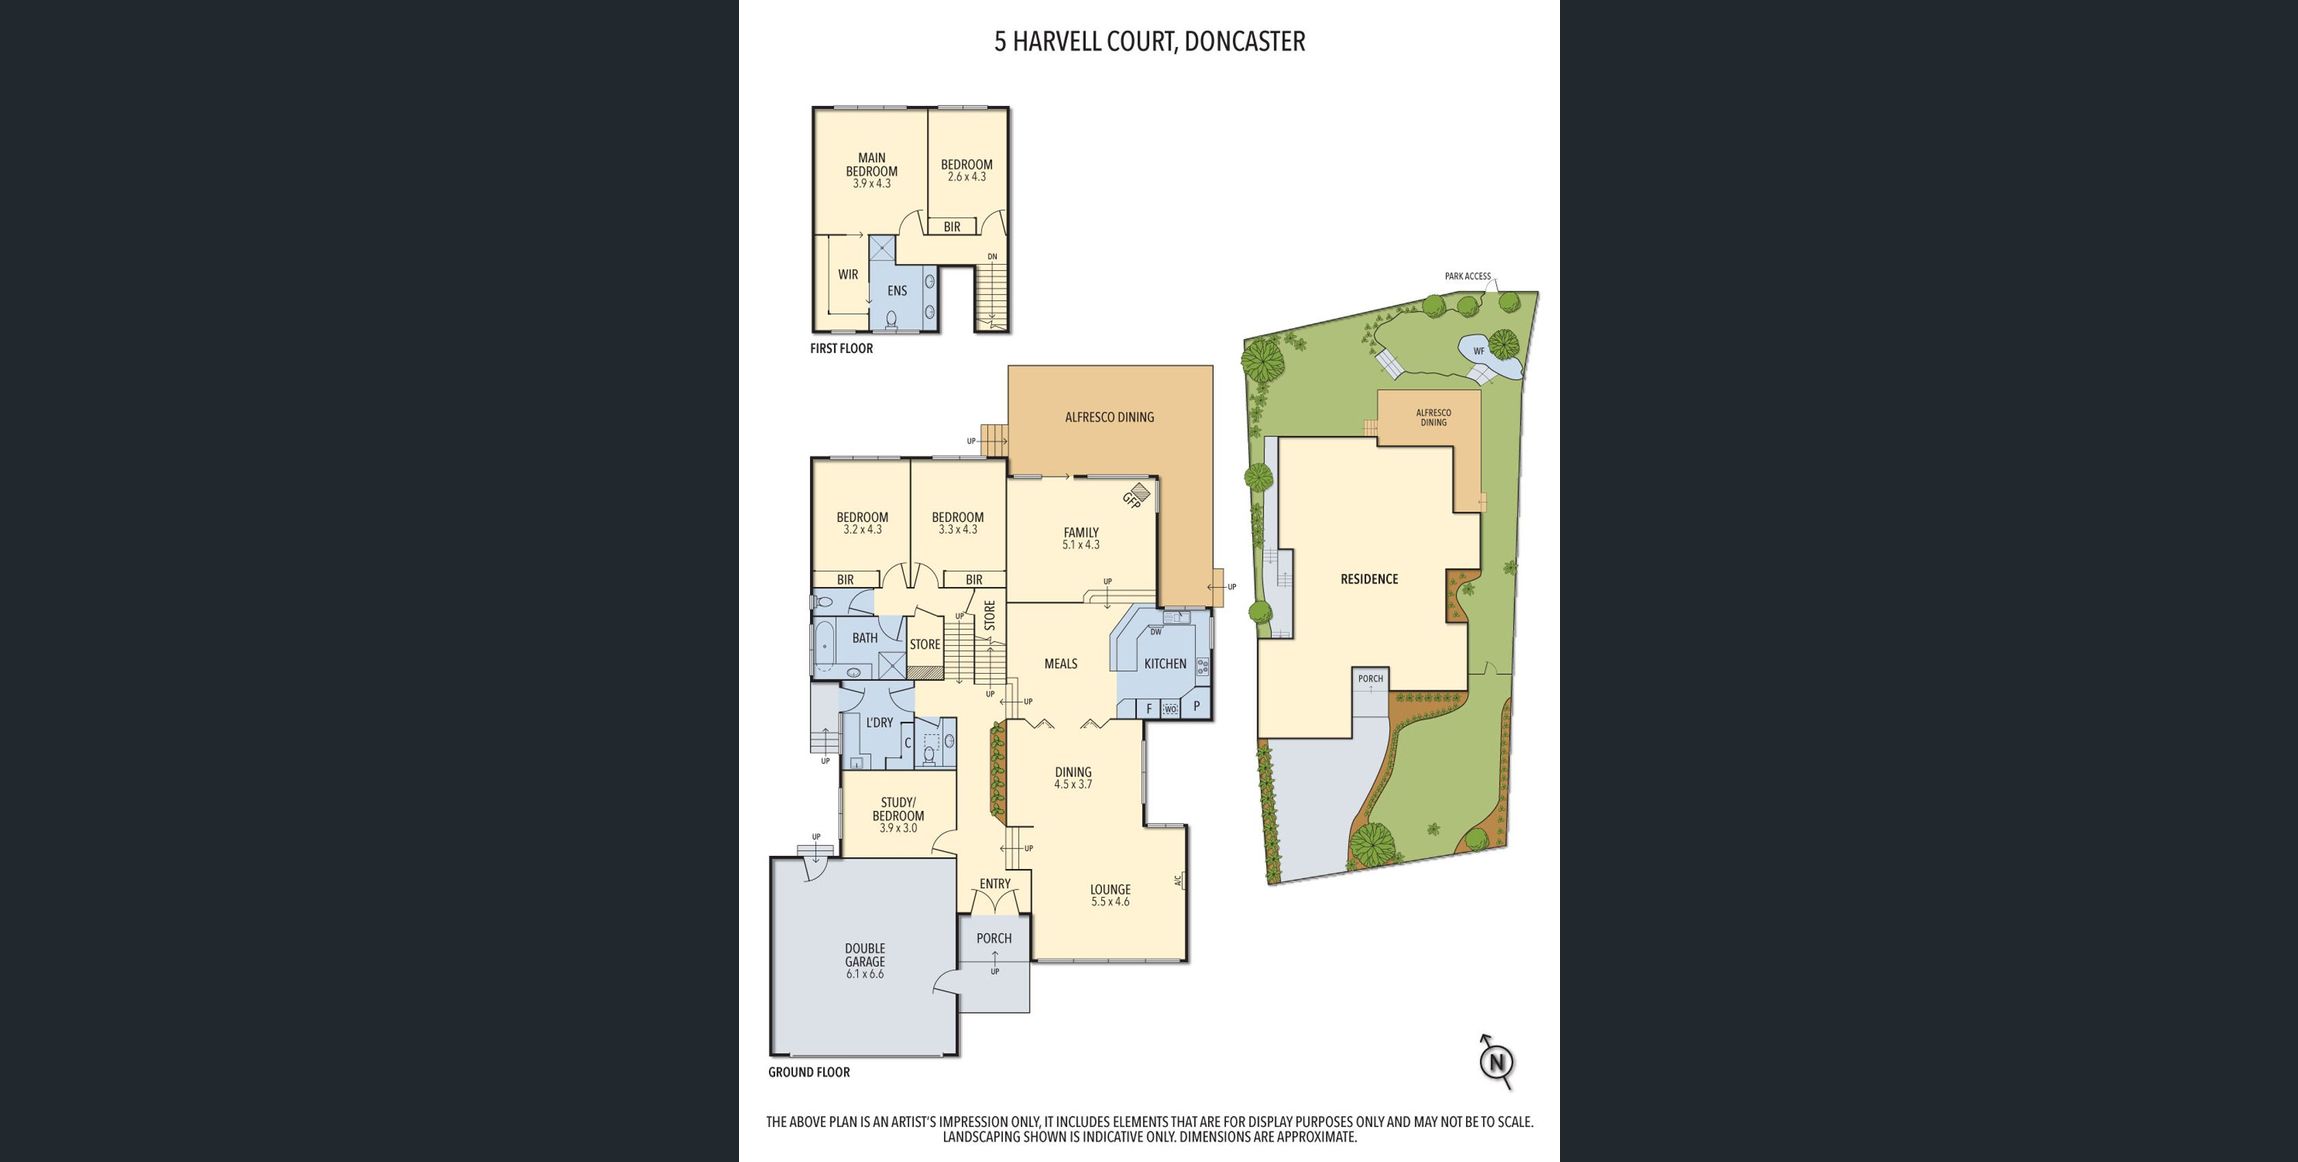 5 HARVELL COURT, DONCASTER
MAIN
BEDROOM
3.9 x 4.3
BEDROOM
2.6 x 4.3
BIR
WIR
ENS
DN
FIRST FLOOR
ALFRESCO DINING
UP
BEDROOM
3.2 x 4.3
BEDROOM
3.3 x 4.3
BIR
BIR
FAMILY
5.1 x 4.3
GFP
UP
UP
BATH
STORE
UP
STORE
UP
MEALS
DW
KITCHEN
F
WO
P
UP
L'DRY
C
UP
STUDY/
BEDROOM
3.9 x 3.0
DINING
4.5 x 3.7
UP
UP
ENTRY
LOUNGE
5.5 x 4.6
A/C
PORCH
UP
DOUBLE
GARAGE
6.1 x 6.6
GROUND FLOOR
PARK ACCESS
WF
ALFRESCO
DINING
RESIDENCE
PORCH
N
THE ABOVE PLAN IS AN ARTIST'S IMPRESSION ONLY, IT INCLUDES ELEMENTS THAT ARE FOR DISPLAY PURPOSES ONLY AND MAY NOT BE TO SCALE.
LANDSCAPING SHOWN IS INDICATIVE ONLY. DIMENSIONS ARE APPROXIMATE.